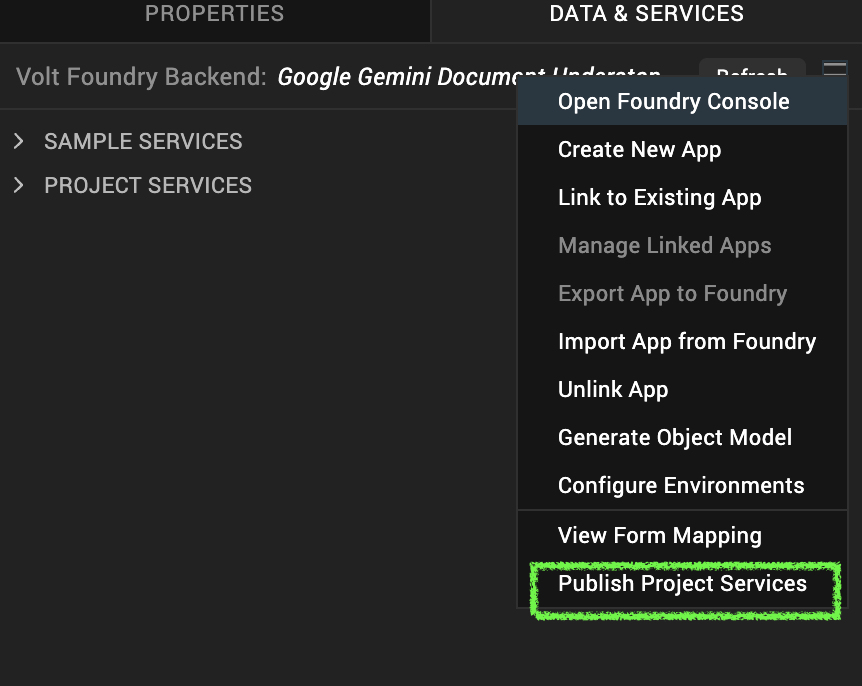 PROPERTIES
DATA & SERVICES
Volt Foundry Backend: Google Gemini Document Understan
Refresh
SAMPLE SERVICES
PROJECT SERVICES
Open Foundry Console
Create New App
Link to Existing App
Manage Linked Apps
Export App to Foundry
Import App from Foundry
Unlink App
Generate Object Model
Configure Environments
View Form Mapping
Publish Project Services